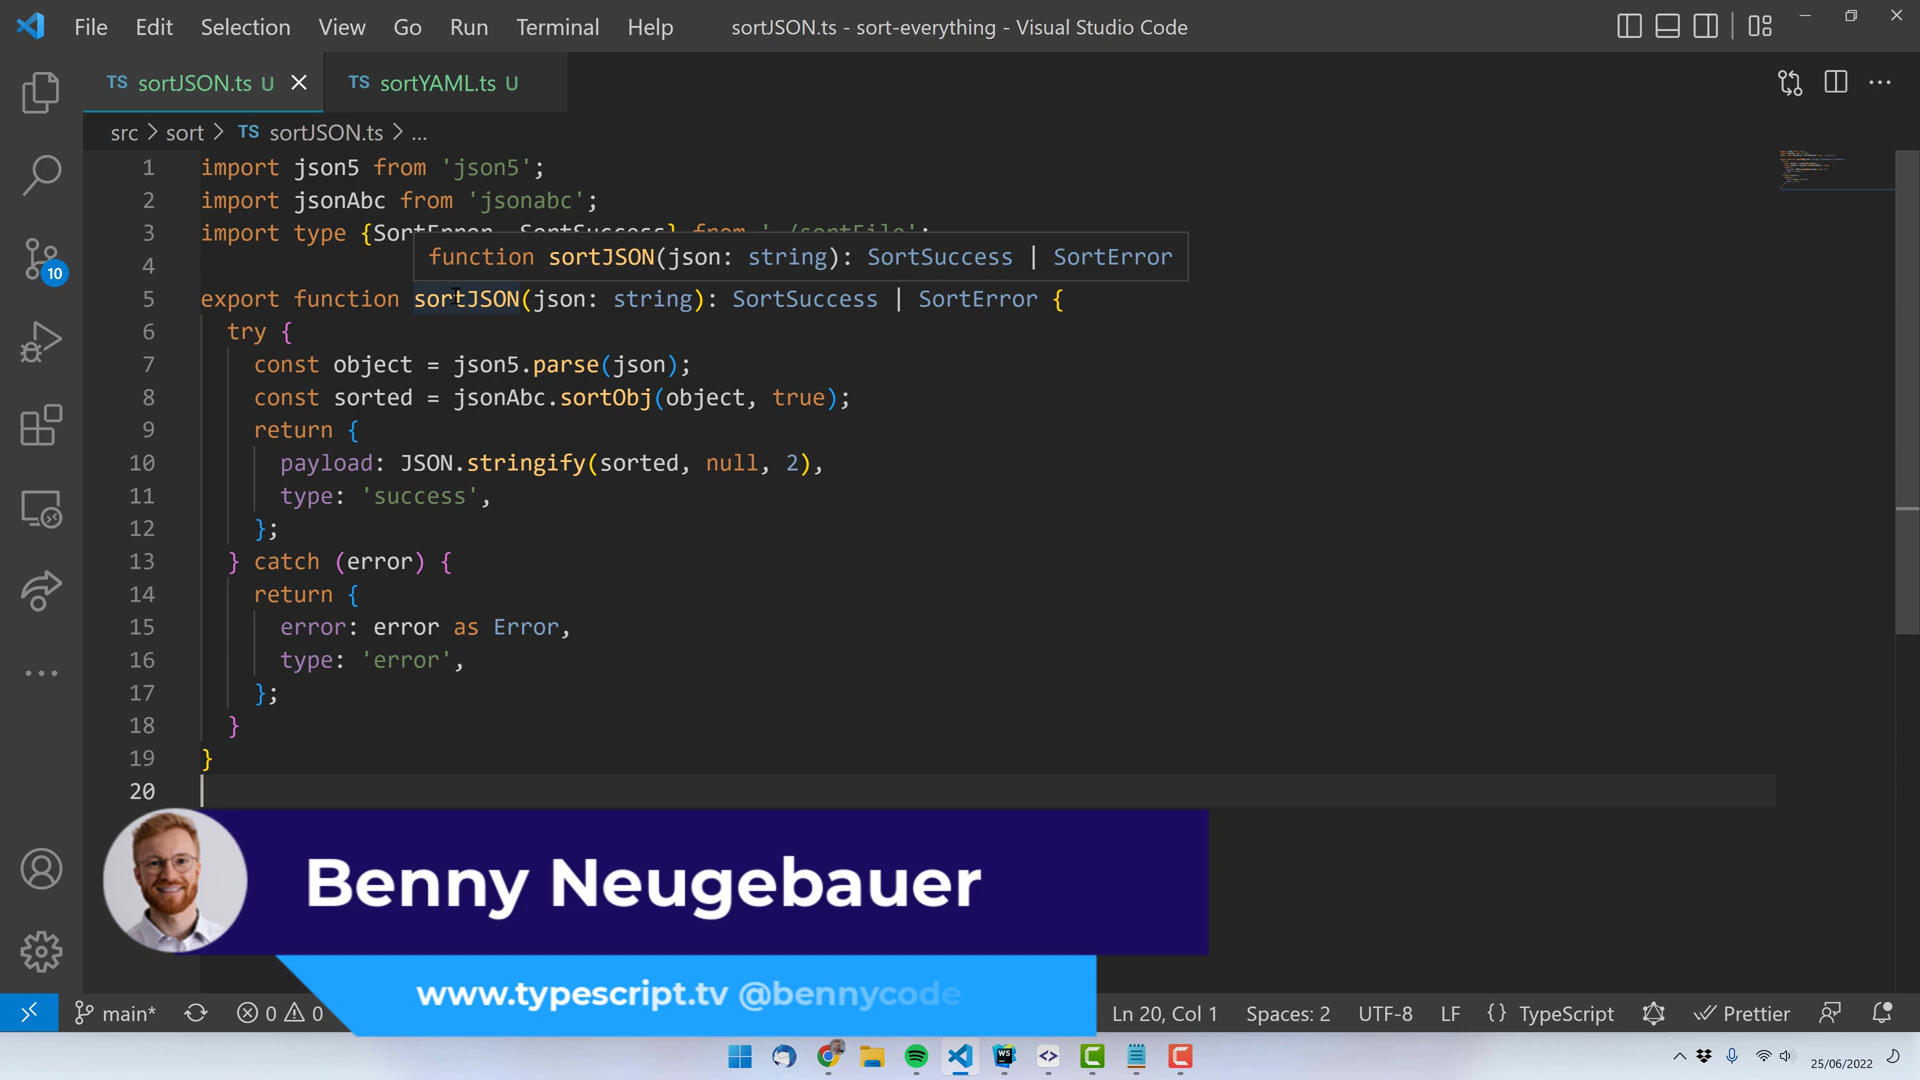 File Edit Selection View Go Run Terminal Help sortJSON.ts - sort-everything - Visual Studio Code
TS sortJSON.ts U TS sortYAML.ts U
src > sort > TS sortJSON.ts > ...
1 import json5 from 'json5';
2 import jsonAbc from 'jsonabc';
3 import type {SortError, SortSuccess} from './sortFile';
function sortJSON(json: string): SortSuccess | SortError
4
5 export function sortJSON(json: string): SortSuccess | SortError {
6 try {
7 const object = json5.parse(json);
8 const sorted = jsonAbc.sortObj(object, true);
9 return {
10 payload: JSON.stringify(sorted, null, 2),
11 type: 'success',
12 };
13 } catch (error) {
14 return {
15 error: error as Error,
16 type: 'error',
17 };
18 }
19 }
20
10
Benny Neugebauer
www.typescript.tv @bennycode
main* 0 0 Ln 20, Col 1 Spaces: 2 UTF-8 LF {} TypeScript Prettier
WS
25/06/2022